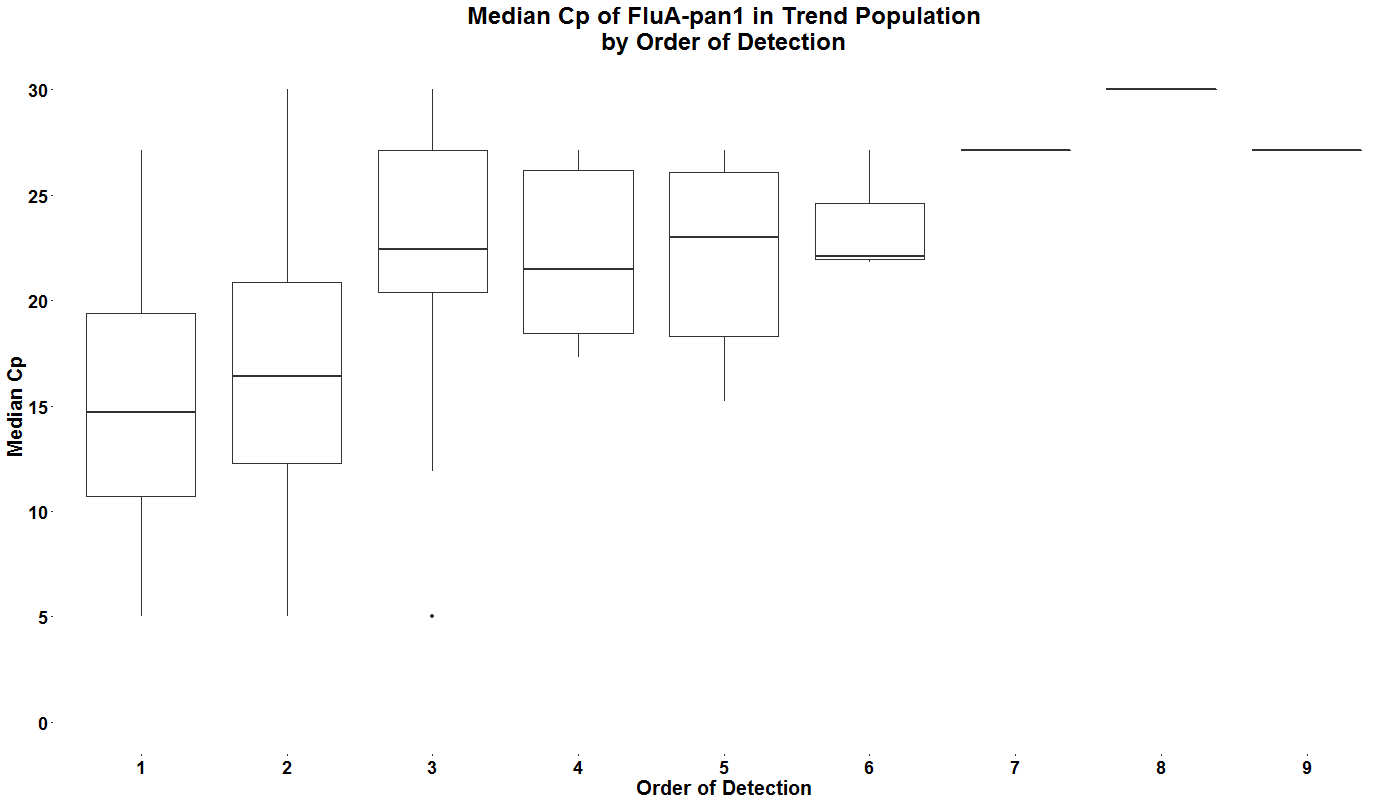 Median Cp of FluA-pan1 in Trend Population
by Order of Detection
Median Cp
30
25
20
15
10
5
0
1 2 3 4 5 6 7 8 9
Order of Detection